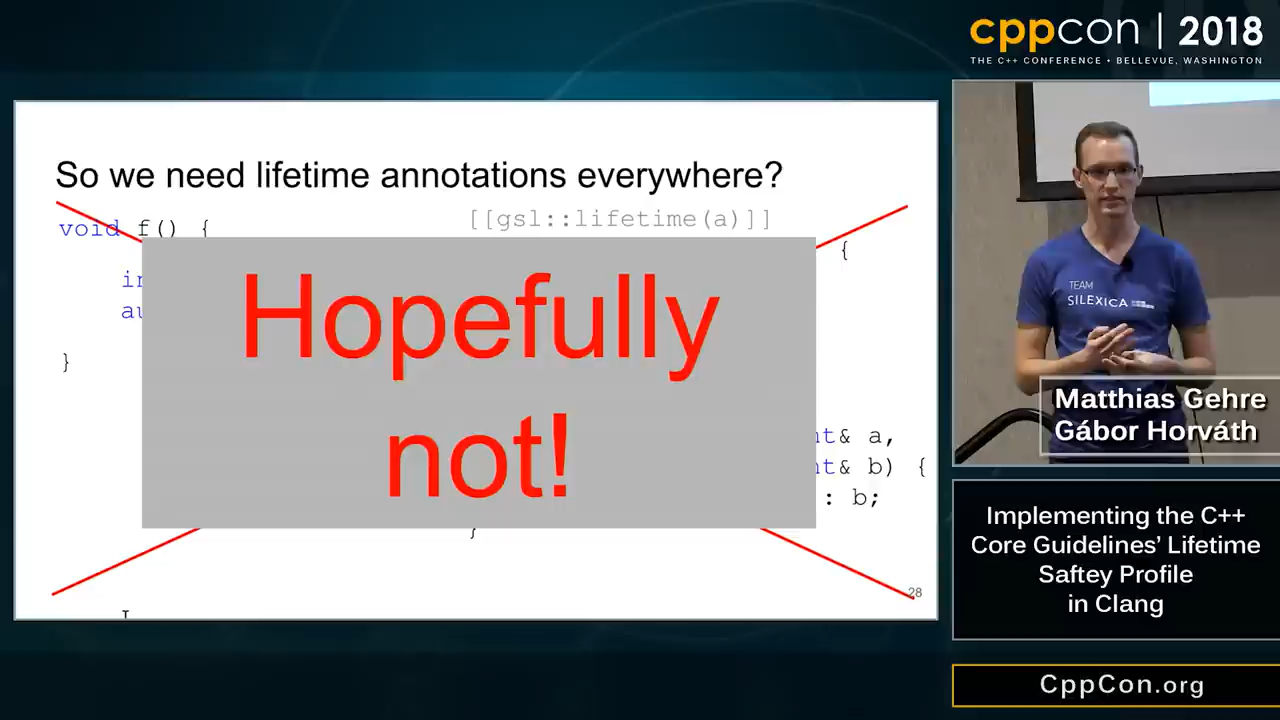 cppcon | 2018
THE C++ CONFERENCE • BELLEVUE, WASHINGTON
So we need lifetime annotations everywhere?
[[gsl::lifetime(a)]]
void f() {
{
Hopefully
not!
}
& a,
& b) {
: b;
}
28
TEAM
SILEXICA
Matthias Gehre
Gábor Horváth
Implementing the C++
Core Guidelines’ Lifetime
Saftey Profile
in Clang
CppCon.org